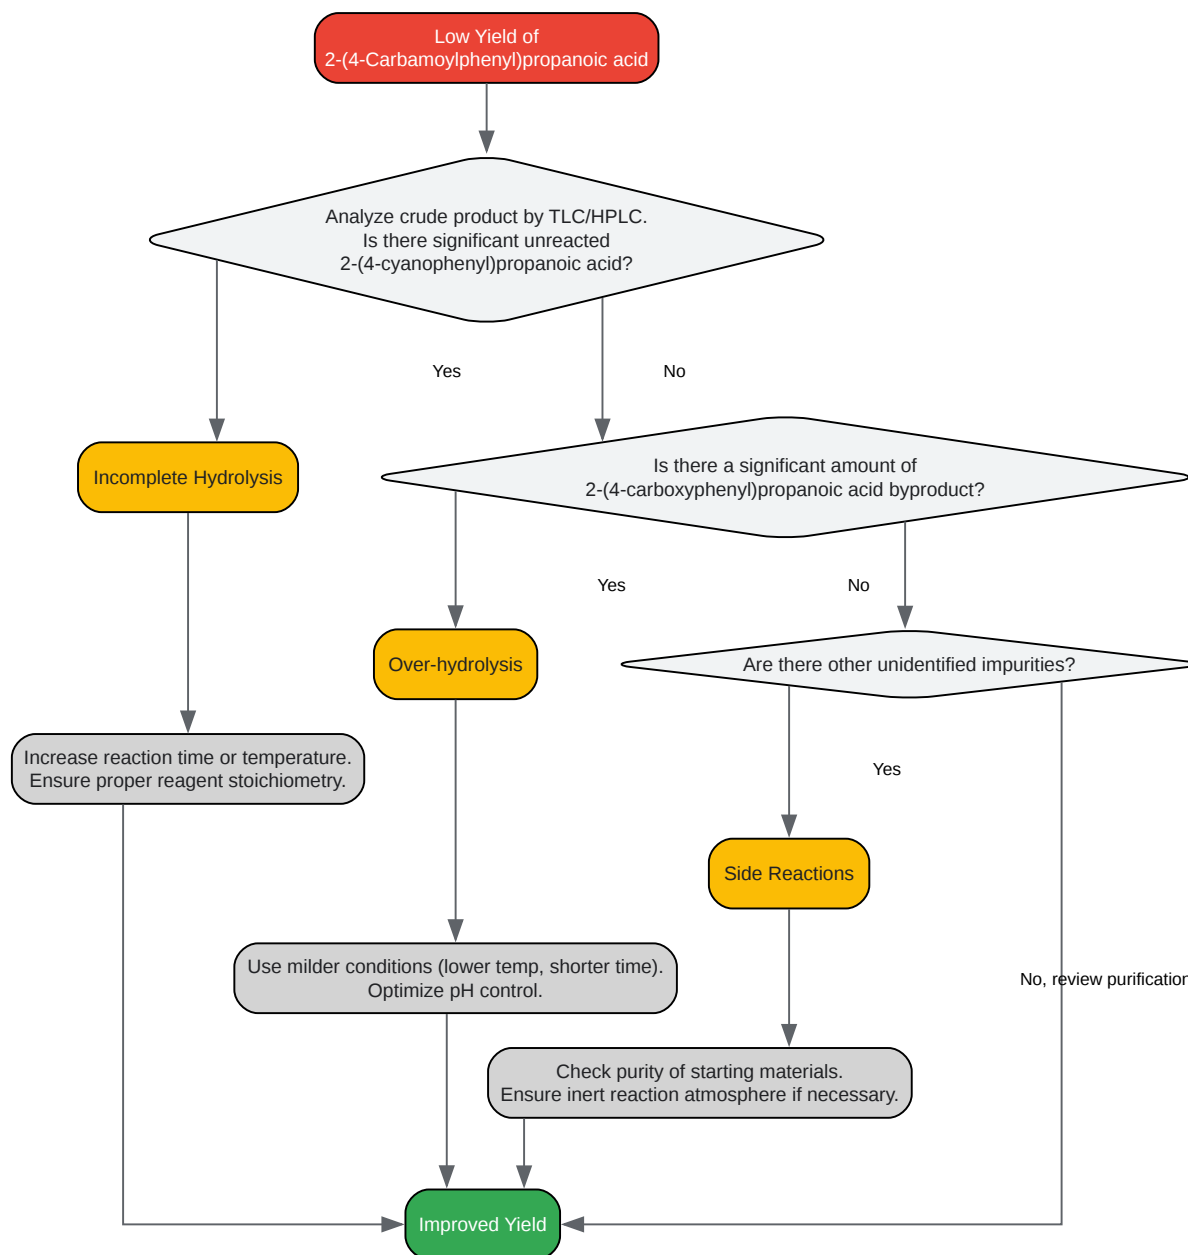 Low Yield of
2-(4-Carbamoylphenyl)propanoic acid
Analyze crude product by TLC/HPLC.
Is there significant unreacted
2-(4-cyanophenyl)propanoic acid?
Yes
No
Incomplete Hydrolysis
Is there a significant amount of
2-(4-carboxyphenyl)propanoic acid byproduct?
Yes
No
Over-hydrolysis
Are there other unidentified impurities?
Increase reaction time or temperature.
Ensure proper reagent stoichiometry.
Yes
Side Reactions
Use milder conditions (lower temp, shorter time).
Optimize pH control.
No, review purification
Check purity of starting materials.
Ensure inert reaction atmosphere if necessary.
Improved Yield